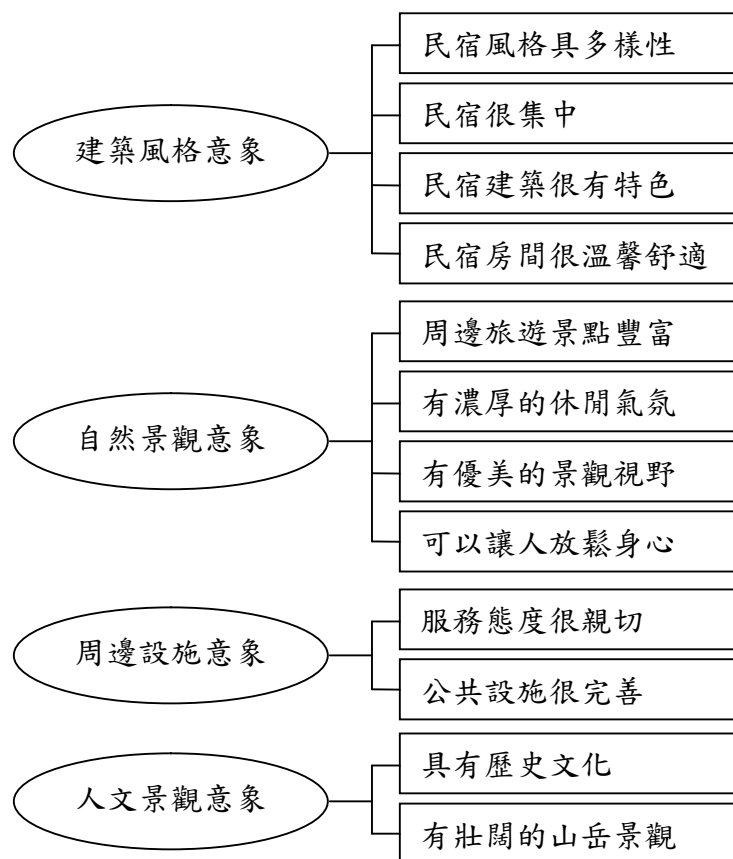 建築風格意象
民宿風格具多樣性
民宿很集中
民宿建築很有特色
民宿房間很溫馨舒適
自然景觀意象
周邊旅遊景點豐富
有濃厚的休閒氣氛
有優美的景觀視野
可以讓人放鬆身心
周邊設施意象
服務態度很親切
公共設施很完善
人文景觀意象
具有歷史文化
有壯闊的山岳景觀